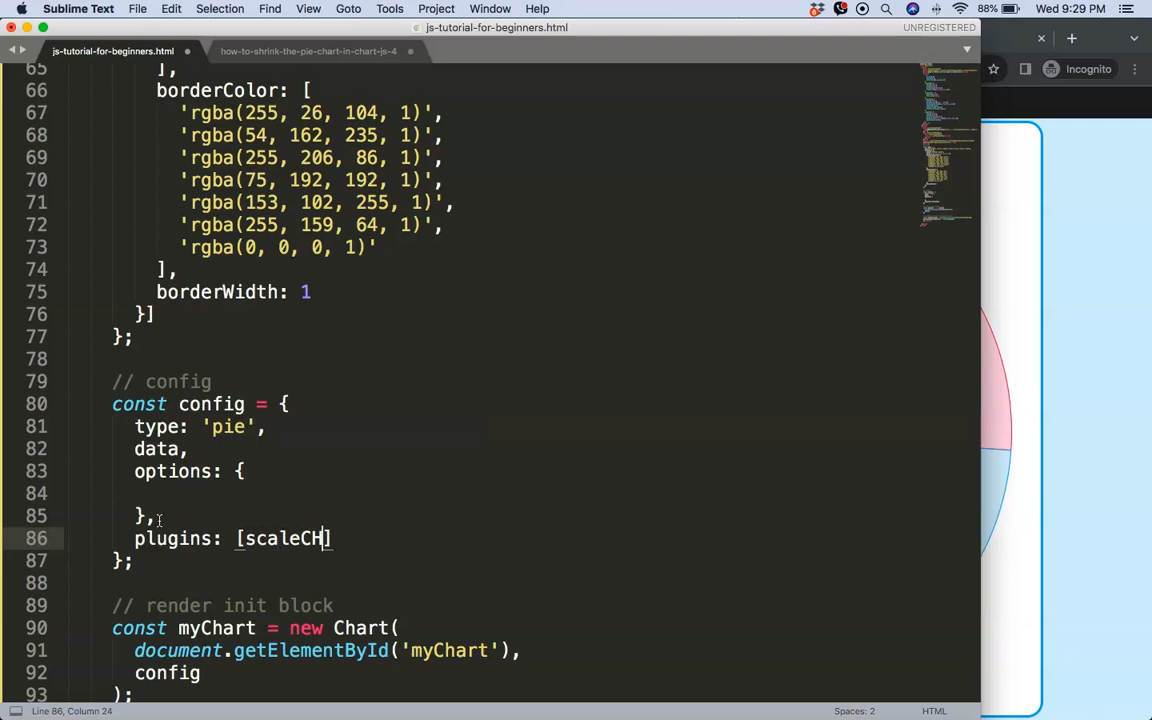 Sublime Text File Edit Selection Find View Goto Tools Project Window Help 88% Wed 9:29 PM
js-tutorial-for-beginners.html UNREGISTERED
js-tutorial-for-beginners.html how-to-shrink-the-pie-chart-in-chart-js-4
Incognito
65 ],
66 borderColor: [
67 'rgba(255, 26, 104, 1)',
68 'rgba(54, 162, 235, 1)',
69 'rgba(255, 206, 86, 1)',
70 'rgba(75, 192, 192, 1)',
71 'rgba(153, 102, 255, 1)',
72 'rgba(255, 159, 64, 1)',
73 'rgba(0, 0, 0, 1)'
74 ],
75 borderWidth: 1
76 }]
77 };
78
79 // config
80 const config = {
81 type: 'pie',
82 data,
83 options: {
84
85 },
86 plugins: [scaleCH]
87 };
88
89 // render init block
90 const myChart = new Chart(
91 document.getElementById('myChart'),
92 config
93 );
Line 86, Column 24 Spaces: 2 HTML